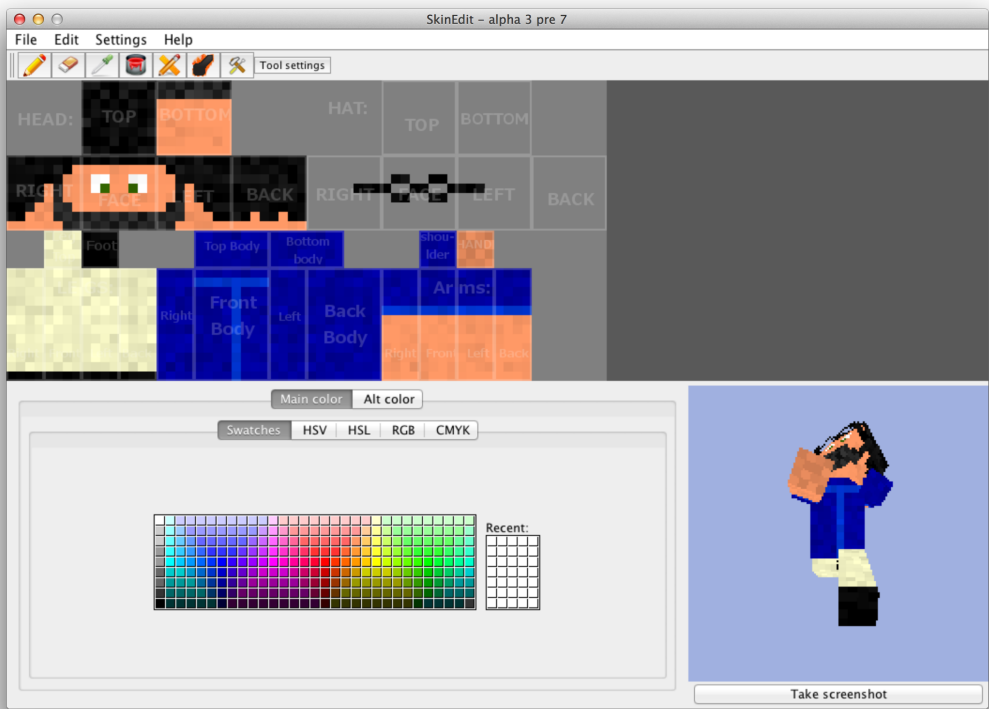 SkinEdit – alpha 3 pre 7
File Edit Settings Help
Tool settings
HEAD: TOP BOTTOM HAT: TOP BOTTOM
RIGHT FACE LEFT BACK RIGHT FACE LEFT BACK
Foot Top Body Bottom body shou-lder HAND
Right Front Body Left Back Body Arms:
Right Front Left Back
Main color Alt color
Swatches HSV HSL RGB CMYK
Recent:
Take screenshot